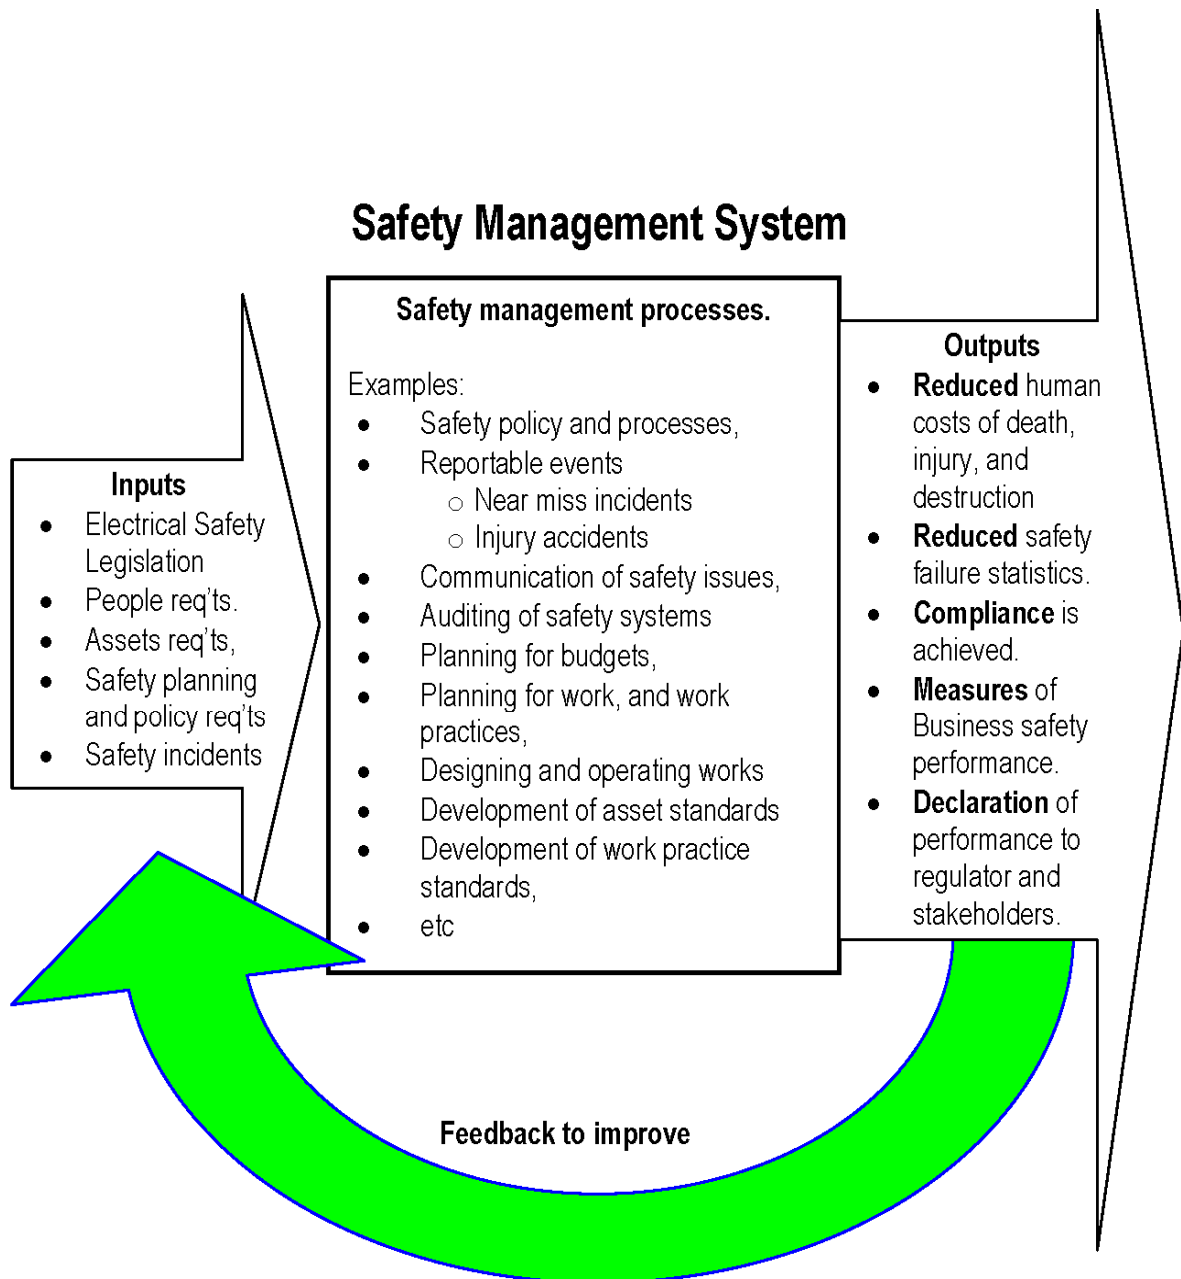 Safety Management System
Inputs
• Electrical Safety
Legislation
• People req'ts.
• Assets req'ts,
• Safety planning
and policy req'ts
• Safety incidents
Safety management processes.
Examples:
• Safety policy and processes,
• Reportable events
○ Near miss incidents
○ Injury accidents
• Communication of safety issues,
• Auditing of safety systems
• Planning for budgets,
• Planning for work, and work
practices,
• Designing and operating works
• Development of asset standards
• Development of work practice
standards,
• etc
Outputs
• Reduced human
costs of death,
injury, and
destruction
• Reduced safety
failure statistics.
• Compliance is
achieved.
• Measures of
Business safety
performance.
• Declaration of
performance to
regulator and
stakeholders.
Feedback to improve